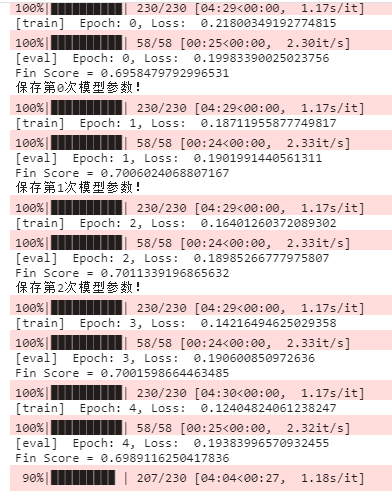 100%|██████████| 230/230 [04:29<00:00,  1.17s/it]
[train]  Epoch: 0, Loss:  0.21800349192774815
100%|██████████| 58/58 [00:25<00:00,  2.30it/s]
[eval]  Epoch: 0, Loss:  0.19983390025023756
Fin Score = 0.6958479792996531
保存第0次模型参数!
100%|██████████| 230/230 [04:29<00:00,  1.17s/it]
[train]  Epoch: 1, Loss:  0.18711955877749817
100%|██████████| 58/58 [00:24<00:00,  2.33it/s]
[eval]  Epoch: 1, Loss:  0.1901991440561311
Fin Score = 0.7006024068807167
保存第1次模型参数!
100%|██████████| 230/230 [04:29<00:00,  1.17s/it]
[train]  Epoch: 2, Loss:  0.16401260372089302
100%|██████████| 58/58 [00:24<00:00,  2.33it/s]
[eval]  Epoch: 2, Loss:  0.18985266777975807
Fin Score = 0.7011339196865632
保存第2次模型参数!
100%|██████████| 230/230 [04:29<00:00,  1.17s/it]
[train]  Epoch: 3, Loss:  0.14216494625029358
100%|██████████| 58/58 [00:24<00:00,  2.33it/s]
[eval]  Epoch: 3, Loss:  0.190600850972636
Fin Score = 0.7001598664463485
100%|██████████| 230/230 [04:30<00:00,  1.17s/it]
[train]  Epoch: 4, Loss:  0.12404824061238247
100%|██████████| 58/58 [00:25<00:00,  2.32it/s]
[eval]  Epoch: 4, Loss:  0.19383996570932455
Fin Score = 0.6989116250417836
90%|█████████ | 207/230 [04:04<00:27,  1.18s/it]